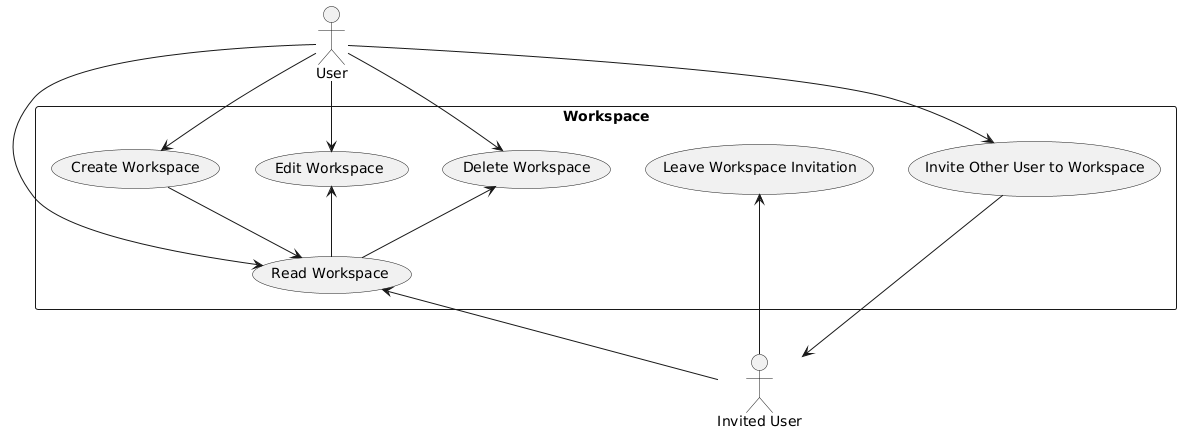 User
Workspace
Create Workspace
Edit Workspace
Delete Workspace
Leave Workspace Invitation
Invite Other User to Workspace
Read Workspace
Invited User